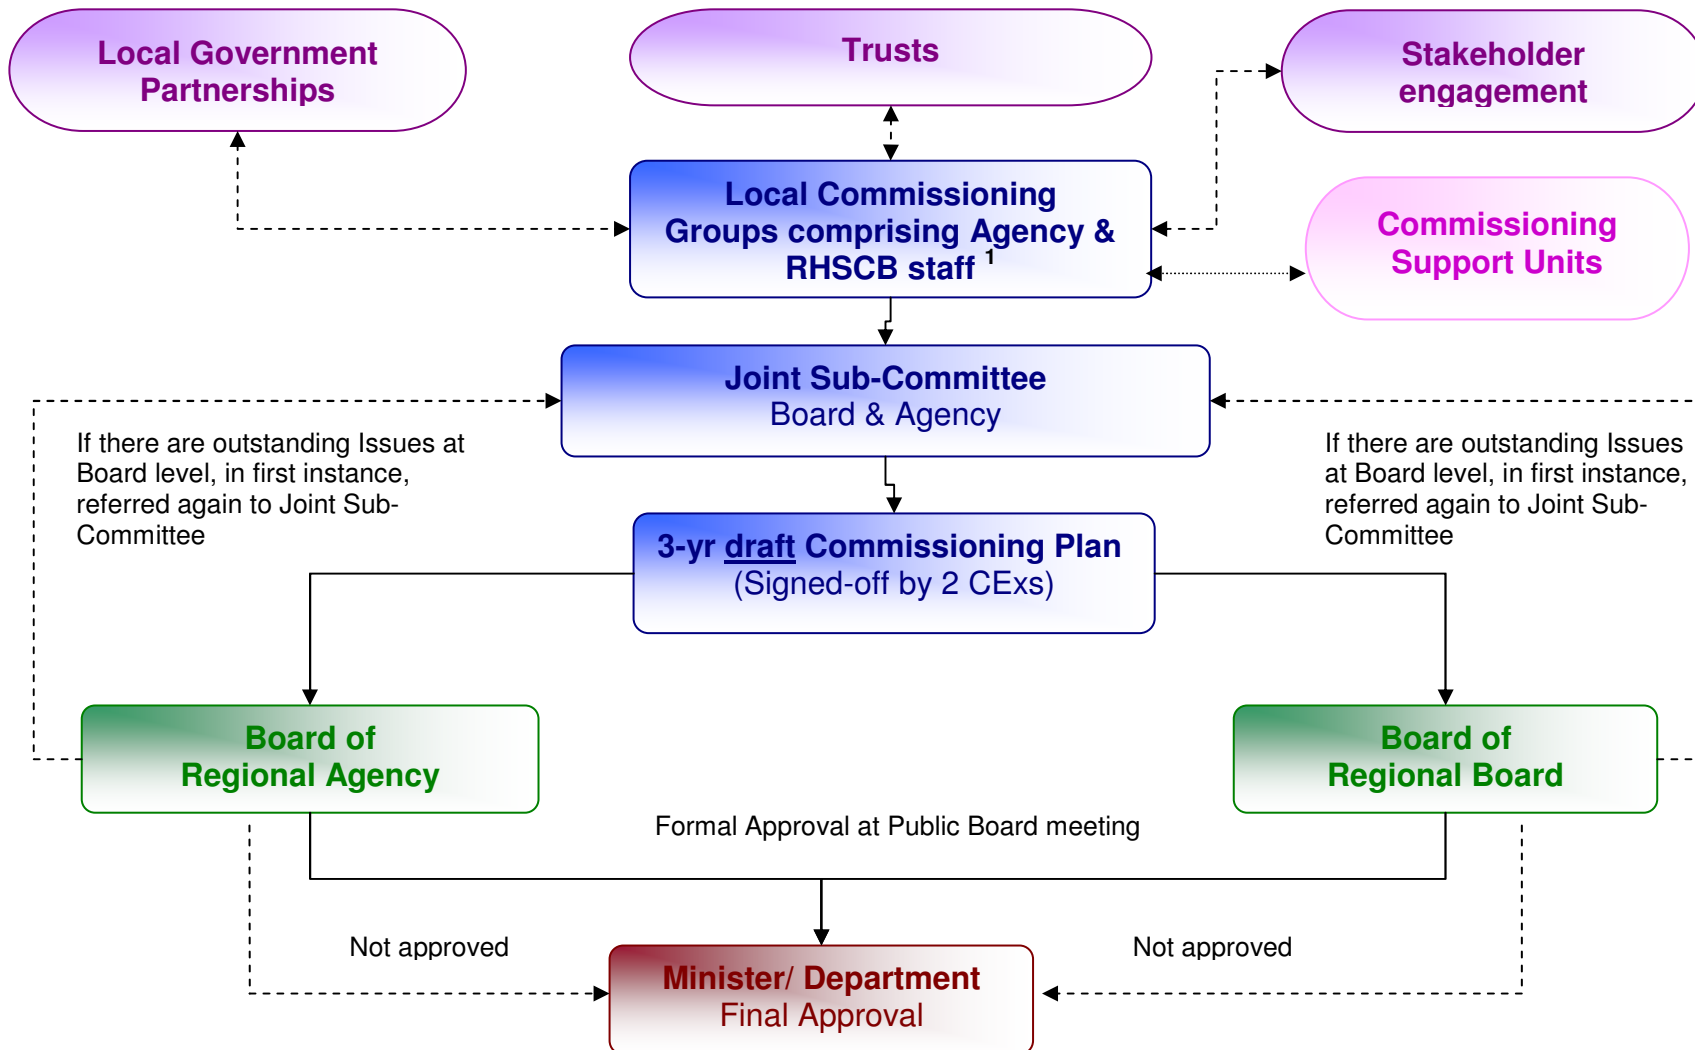 Local Government
Partnerships
Trusts
Stakeholder
engagement
Local Commissioning
Groups comprising Agency &
RHSCB staff 1
Commissioning
Support Units
Joint Sub-Committee
Board & Agency
If there are outstanding Issues at
Board level, in first instance,
referred again to Joint Sub-
Committee
If there are outstanding Issues
at Board level, in first instance,
referred again to Joint Sub-
Committee
3-yr draft Commissioning Plan
(Signed-off by 2 CExs)
Board of
Regional Agency
Board of
Regional Board
Formal Approval at Public Board meeting
Not approved
Not approved
Minister/ Department
Final Approval